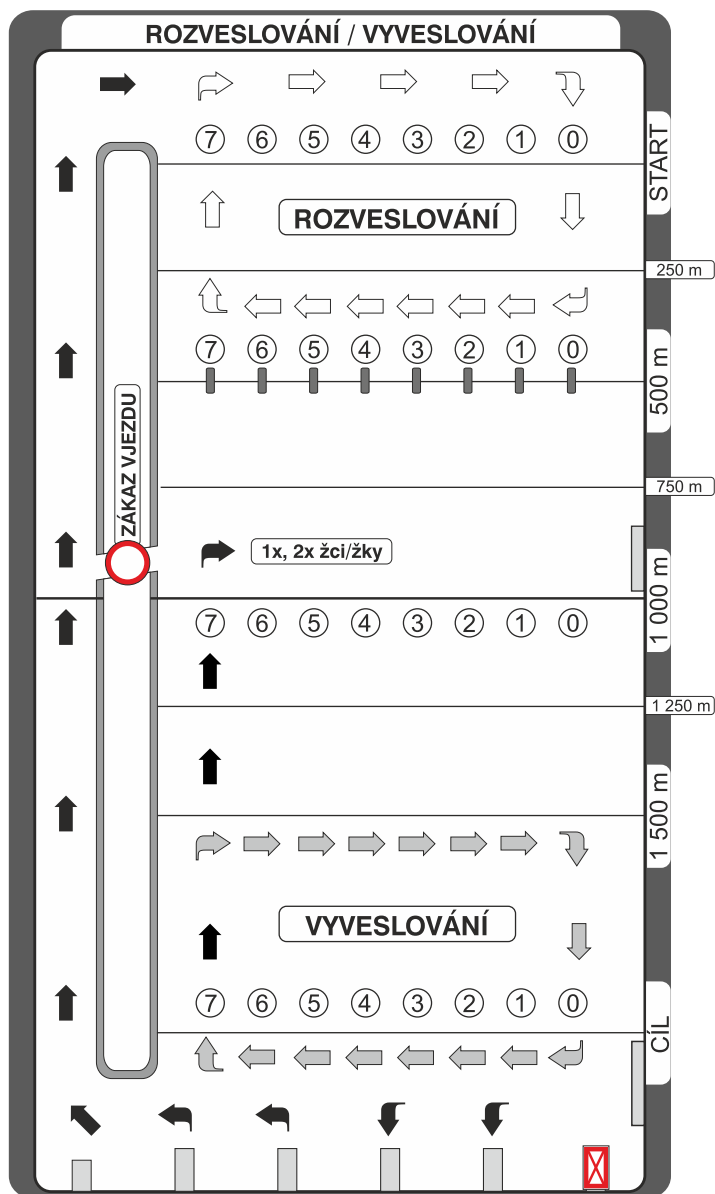 ROZVESLOVÁNÍ / VYVESLOVÁNÍ
7 6 5 4 3 2 1 0
START
ROZVESLOVÁNÍ
250 m
7 6 5 4 3 2 1 0
500 m
ZÁKAZ VJEZDU
750 m
1x, 2x žci/žky
1 000 m
7 6 5 4 3 2 1 0
1 250 m
1 500 m
VYVESLOVÁNÍ
7 6 5 4 3 2 1 0
CÍL